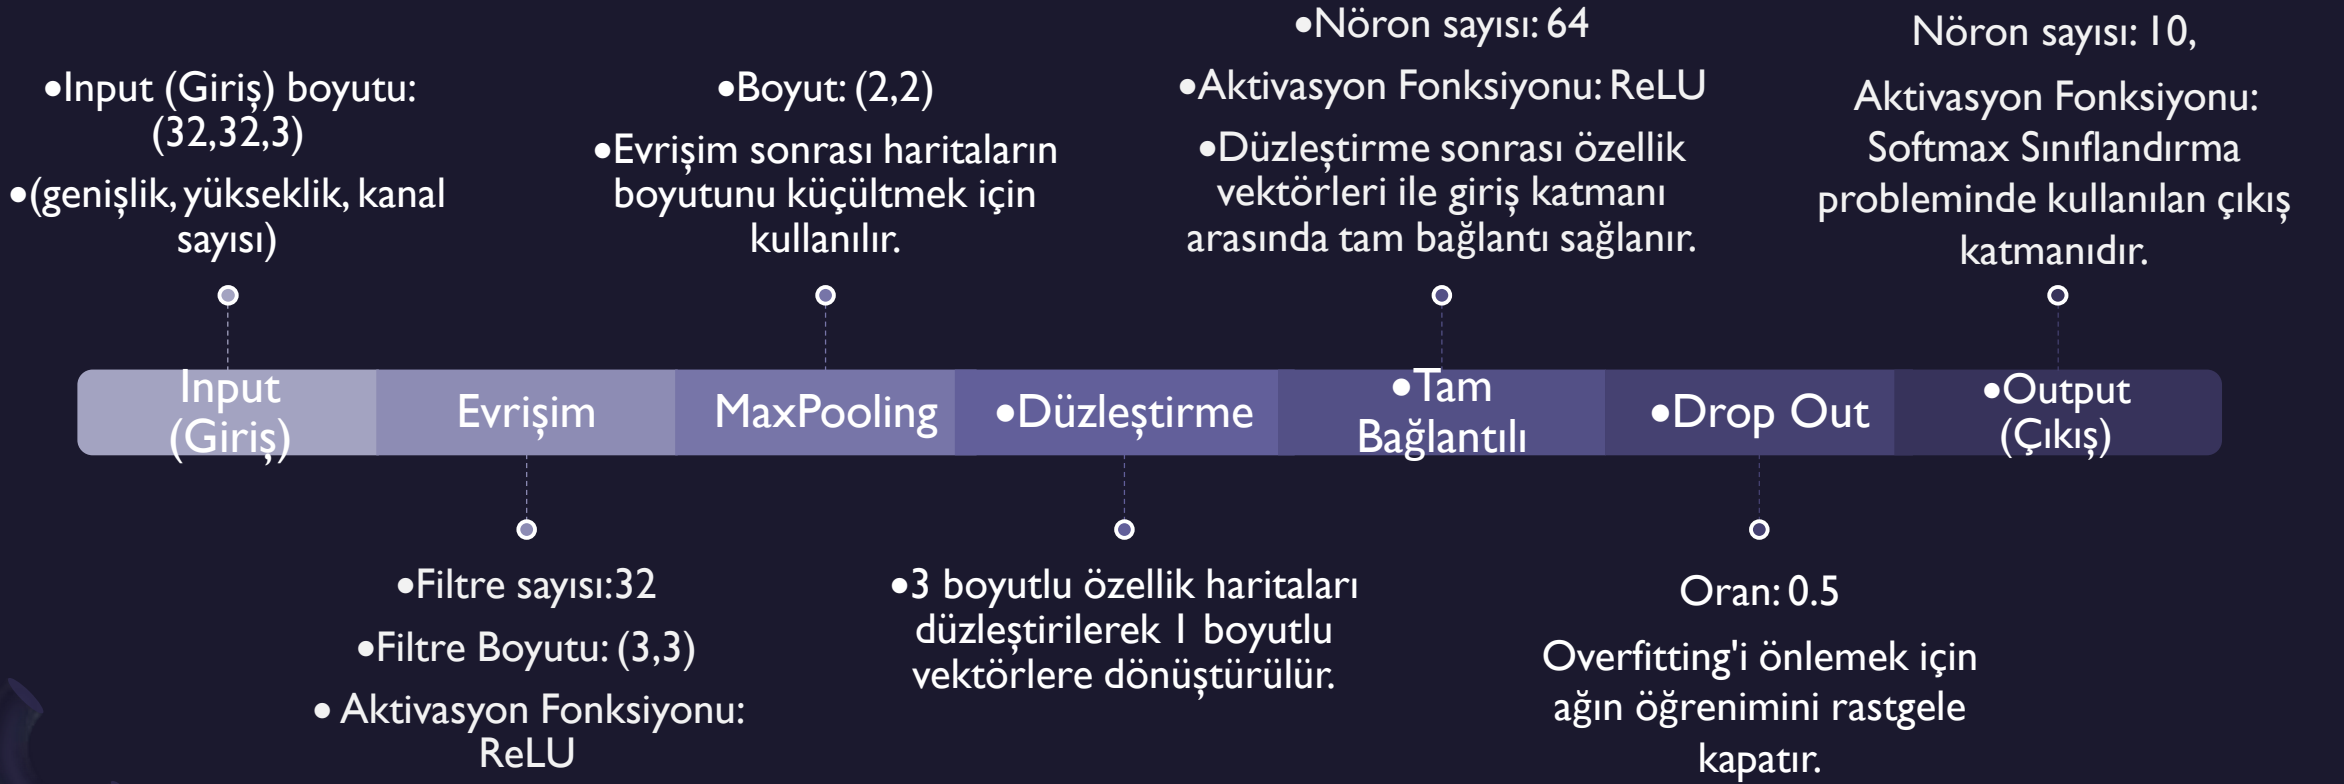 •Input (Giriş) boyutu:
(32,32,3)
•(genişlik, yükseklik, kanal
sayısı)
•Boyut: (2,2)
•Evrişim sonrası haritaların
boyutunu küçültmek için
kullanılır.
•Nöron sayısı: 64
•Aktivasyon Fonksiyonu: ReLU
•Düzleştirme sonrası özellik
vektörleri ile giriş katmanı
arasında tam bağlantı sağlanır.
Nöron sayısı: 10,
Aktivasyon Fonksiyonu:
Softmax Sınıflandırma
probleminde kullanılan çıkış
katmanıdır.
Input
(Giriş)
Evrişim
MaxPooling
•Düzleştirme
•Tam
Bağlantılı
•Drop Out
•Output
(Çıkış)
•Filtre sayısı:32
•Filtre Boyutu: (3,3)
• Aktivasyon Fonksiyonu:
ReLU
•3 boyutlu özellik haritaları
düzleştirilerek 1 boyutlu
vektörlere dönüştürülür.
Oran: 0.5
Overfitting'i önlemek için
ağın öğrenimini rastgele
kapatır.